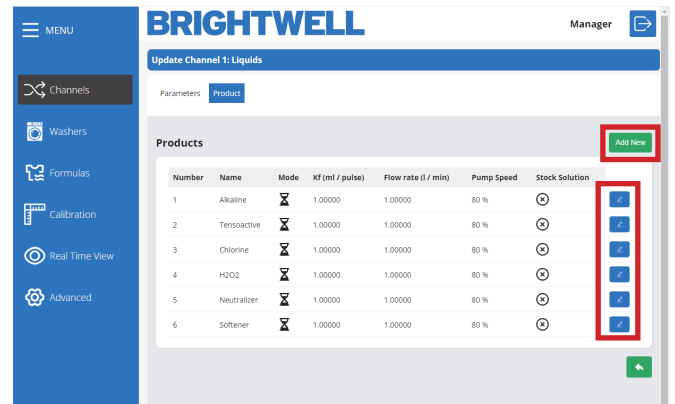 MENU
BRIGHTWELL
Manager
Update Channel 1: Liquids
Channels
Parameters Product
Washers
Products
Add New
Formulas
Number Name Mode Kf (ml / pulse) Flow rate (l / min) Pump Speed Stock Solution
1 Alkaline 1.00000 1.00000 80 %
Calibration
2 Tensoactive 1.00000 1.00000 80 %
3 Chlorine 1.00000 1.00000 80 %
Real Time View
4 H2O2 1.00000 1.00000 80 %
Advanced
5 Neutralizer 1.00000 1.00000 80 %
6 Softener 1.00000 1.00000 80 %